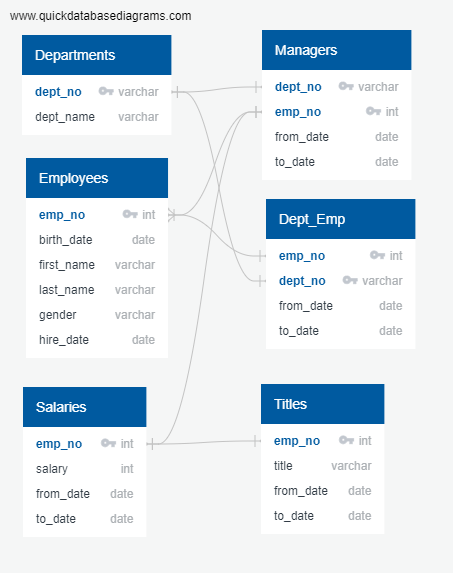 www.quickdatabasediagrams.com
Departments
dept_no varchar
dept_name varchar
Managers
dept_no varchar
emp_no int
from_date date
to_date date
Employees
emp_no int
birth_date date
first_name varchar
last_name varchar
gender varchar
hire_date date
Dept_Emp
emp_no int
dept_no varchar
from_date date
to_date date
Salaries
emp_no int
salary int
from_date date
to_date date
Titles
emp_no int
title varchar
from_date date
to_date date